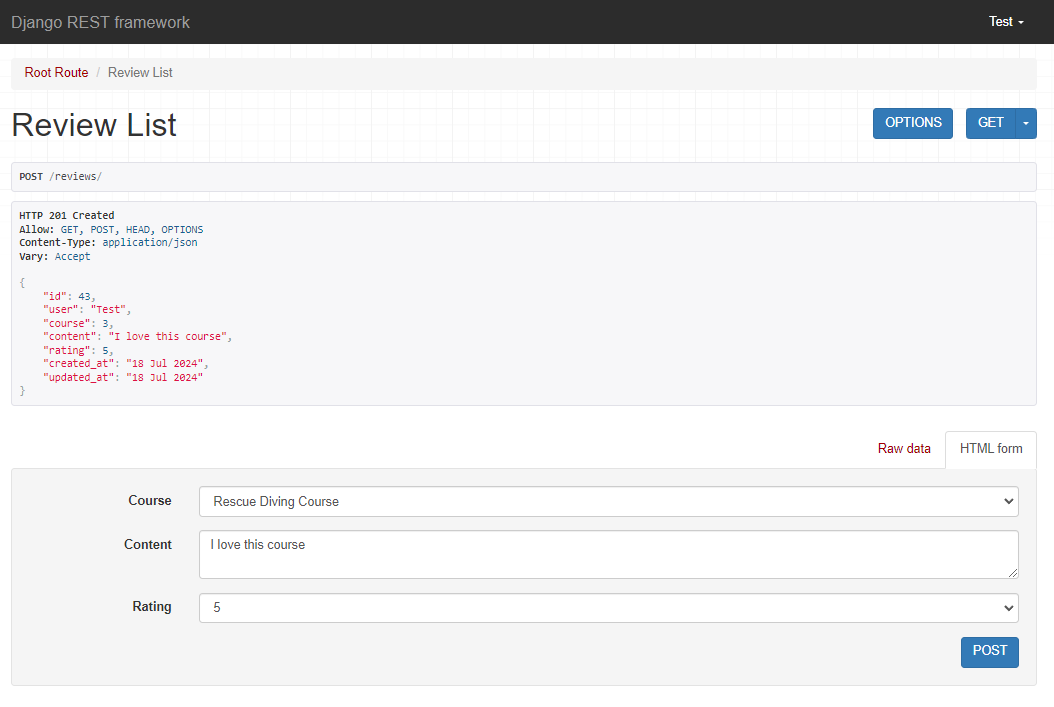 Django REST framework
Test
Root Route / Review List
Review List
OPTIONS
GET
POST /reviews/
HTTP 201 Created
Allow: GET, POST, HEAD, OPTIONS
Content-Type: application/json
Vary: Accept
{
    "id": 43,
    "user": "Test",
    "course": 3,
    "content": "I love this course",
    "rating": 5,
    "created_at": "18 Jul 2024",
    "updated_at": "18 Jul 2024"
}
Raw data
HTML form
Course
Rescue Diving Course
Content
I love this course
Rating
5
POST